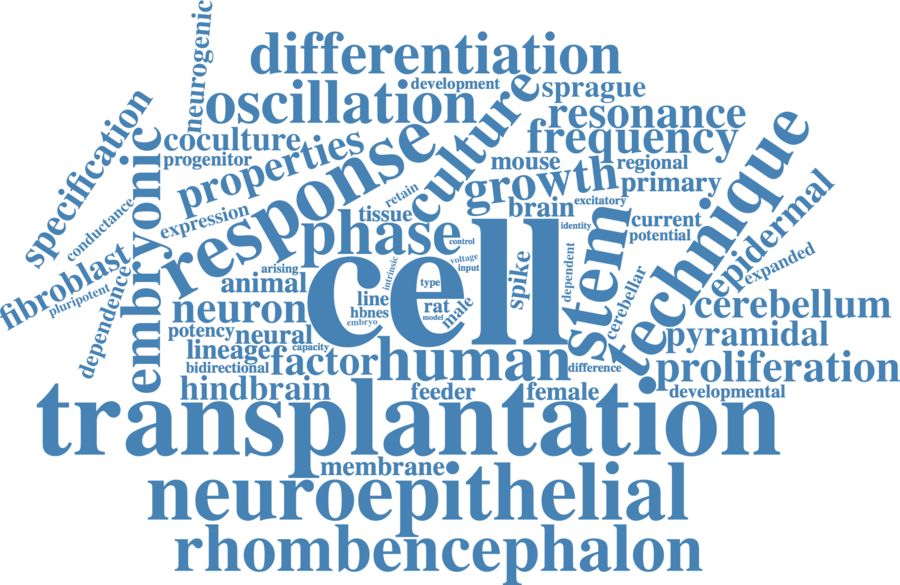 neurogenic
differentiation
development
sprague
oscillation
culture
resonance
specification
embryonic
coculture
progenitor
properties
response
frequency
technique
mouse
regional
growth
primary
retain
excitatory
brain
tissue
expression
conductance
phase
control
identity
current
potential
stem
epidermal
expanded
fibroblast
pluripotent
dependence
arising
animal
intrinsic
voltage
input
type
cell
spike
dependent
cerebellar
cerebellum
neuron
line
hbnes
embryo
rat
model
male
potency
neural
capacity
lineage
bidirectional
factor
human
difference
pyramidal
proliferation
hindbrain
feeder
female
developmental
transplantation
membrane
neuroepithelial
rhombencephalon